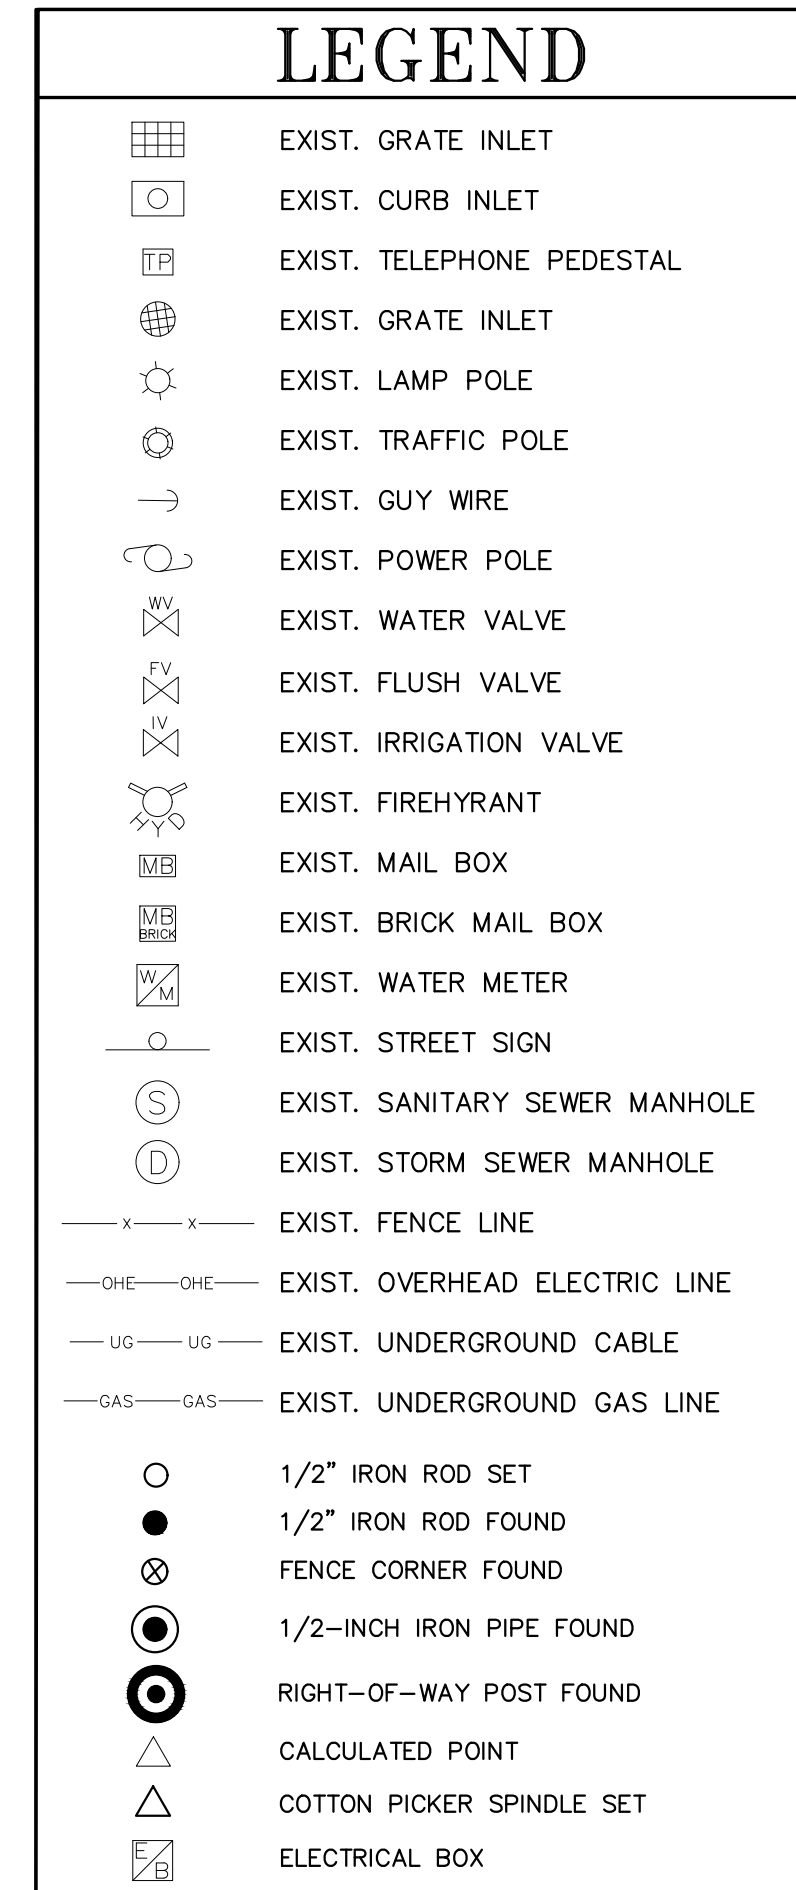 LEGEND
EXIST. GRATE INLET
EXIST. CURB INLET
TP EXIST. TELEPHONE PEDESTAL
EXIST. GRATE INLET
EXIST. LAMP POLE
EXIST. TRAFFIC POLE
EXIST. GUY WIRE
EXIST. POWER POLE
WV EXIST. WATER VALVE
FV EXIST. FLUSH VALVE
IV EXIST. IRRIGATION VALVE
HYD EXIST. FIREHYRANT
MB EXIST. MAIL BOX
MB BRICK EXIST. BRICK MAIL BOX
W/M EXIST. WATER METER
EXIST. STREET SIGN
S EXIST. SANITARY SEWER MANHOLE
D EXIST. STORM SEWER MANHOLE
X X EXIST. FENCE LINE
OHE OHE EXIST. OVERHEAD ELECTRIC LINE
UG UG EXIST. UNDERGROUND CABLE
GAS GAS EXIST. UNDERGROUND GAS LINE
1/2" IRON ROD SET
1/2" IRON ROD FOUND
FENCE CORNER FOUND
1/2-INCH IRON PIPE FOUND
RIGHT-OF-WAY POST FOUND
CALCULATED POINT
COTTON PICKER SPINDLE SET
E/B ELECTRICAL BOX